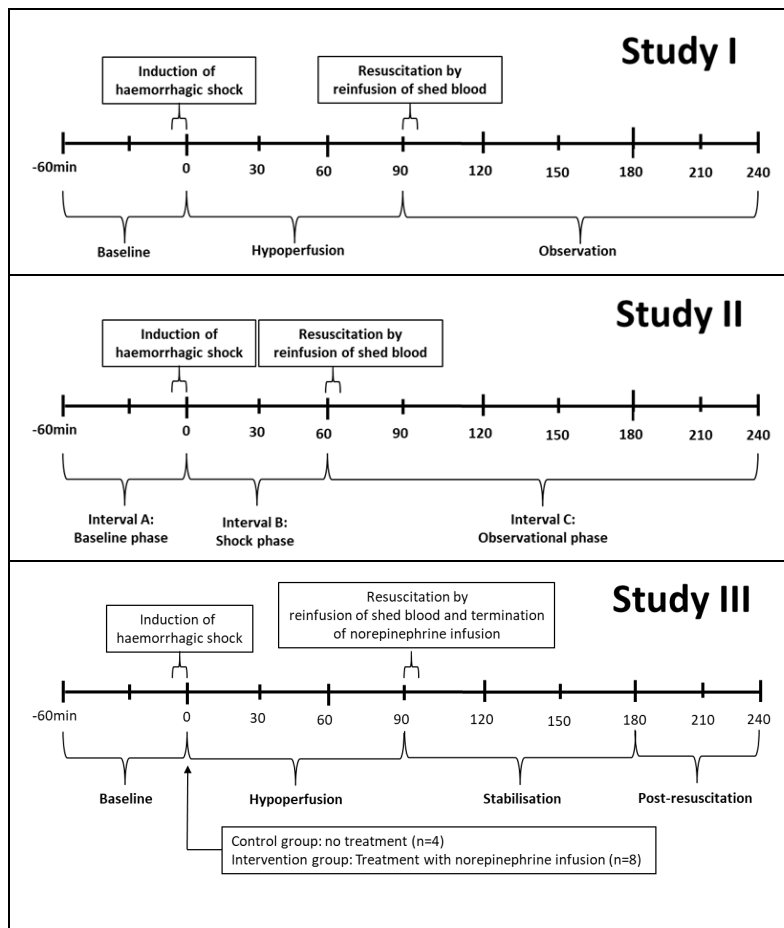 Study I
Induction of
haemorrhagic shock
Resuscitation by
reinfusion of shed blood
-60min 0 30 60 90 120 150 180 210 240
Baseline Hypoperfusion Observation
Study II
Induction of
haemorrhagic shock
Resuscitation by
reinfusion of shed blood
-60min 0 30 60 90 120 150 180 210 240
Interval A:
Baseline phase
Interval B:
Shock phase
Interval C:
Observational phase
Study III
Induction of
haemorrhagic shock
Resuscitation by
reinfusion of shed blood and termination
of norepinephrine infusion
-60min 0 30 60 90 120 150 180 210 240
Baseline Hypoperfusion Stabilisation Post-resuscitation
Control group: no treatment (n=4)
Intervention group: Treatment with norepinephrine infusion (n=8)